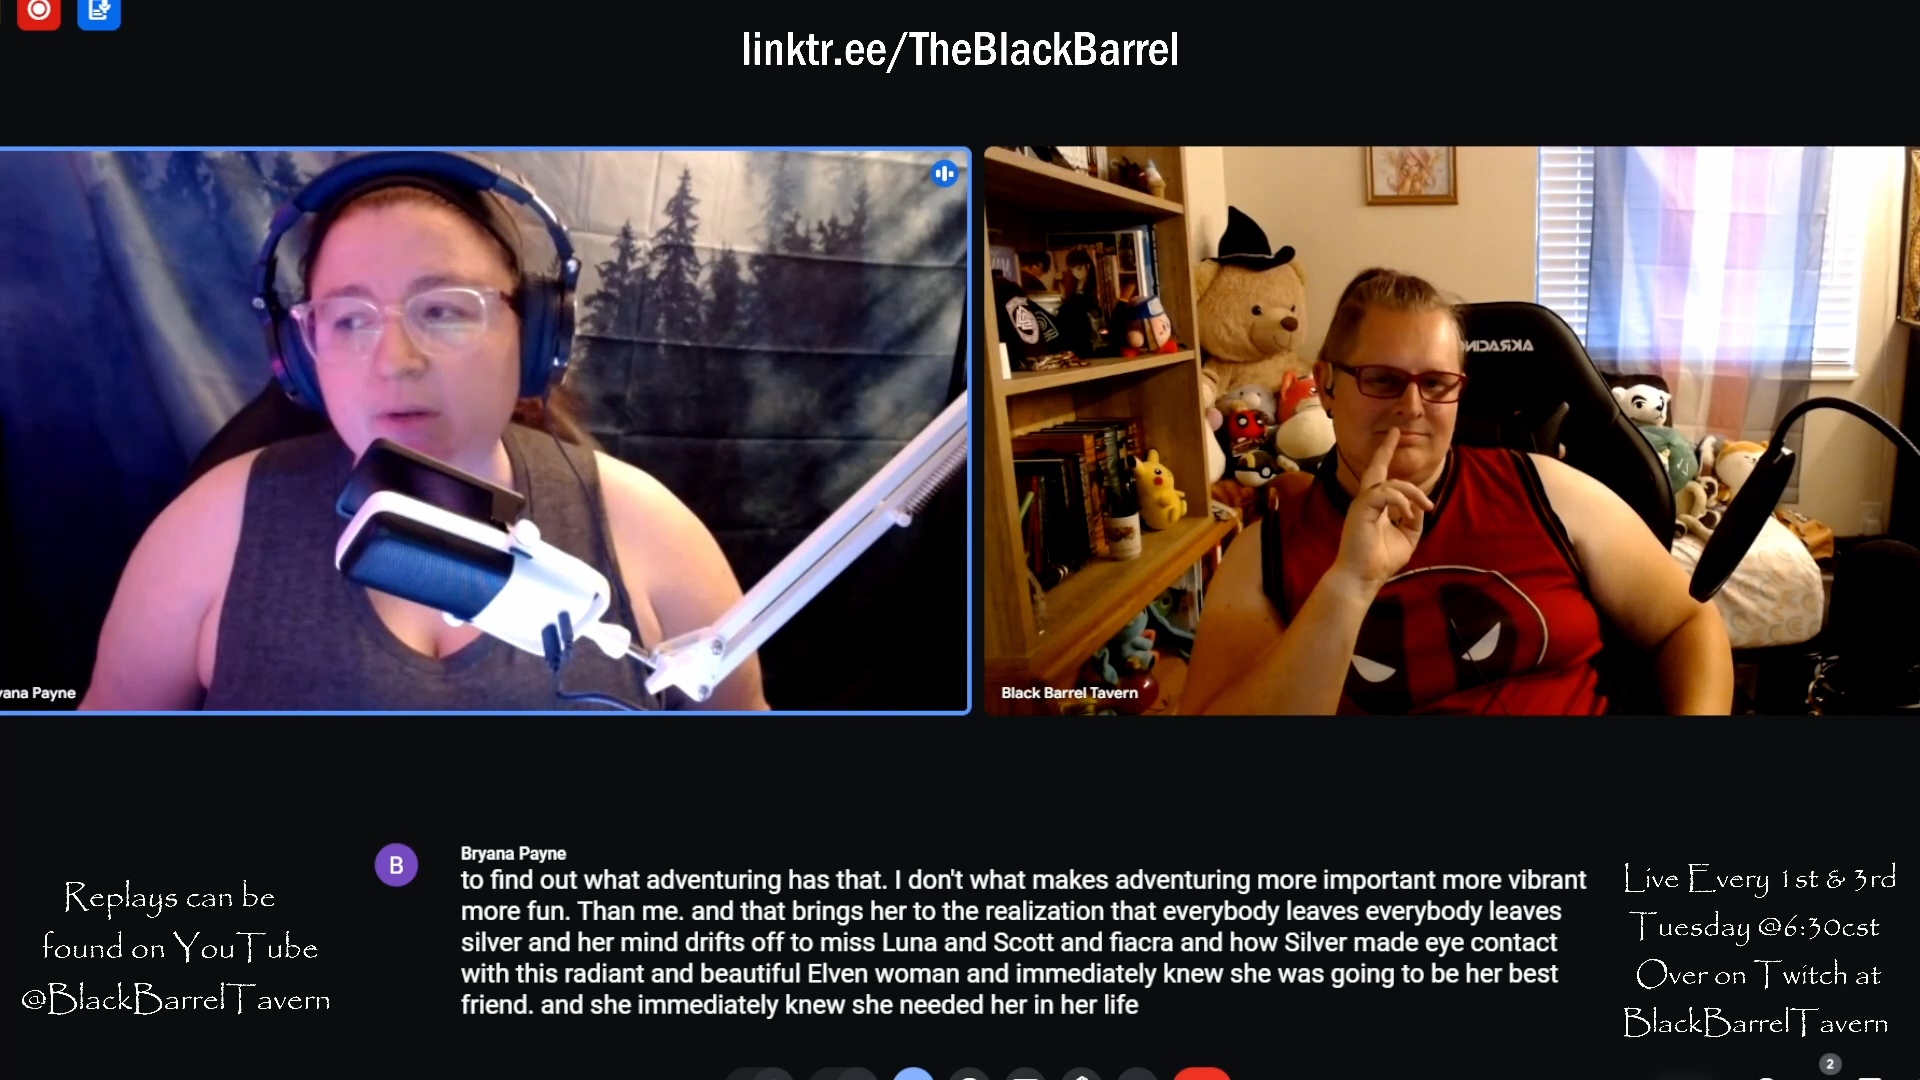 linktr.ee/TheBlackBarrel
yana Payne
Black Barrel Tavern
Bryana Payne
B
to find out what adventuring has that. I don't what makes adventuring more important more vibrant
more fun. Than me. and that brings her to the realization that everybody leaves everybody leaves
silver and her mind drifts off to miss Luna and Scott and fiacra and how Silver made eye contact
with this radiant and beautiful Elven woman and immediately knew she was going to be her best
friend. and she immediately knew she needed her in her life
Replays can be
found on YouTube
@BlackBarrelTavern
Live Every 1st & 3rd
Tuesday @6:30cst
Over on Twitch at
BlackBarrelTavern
2
AKRACING